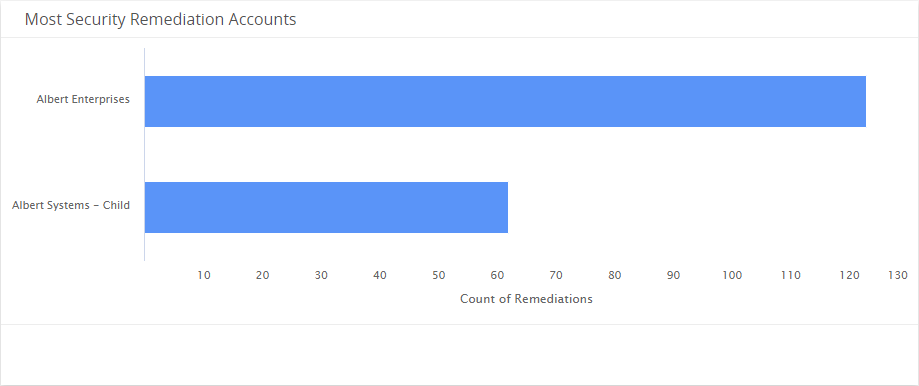 Most Security Remediation Accounts
Albert Enterprises
Albert Systems – Child
10 20 30 40 50 60 70 80 90 100 110 120 130
Count of Remediations